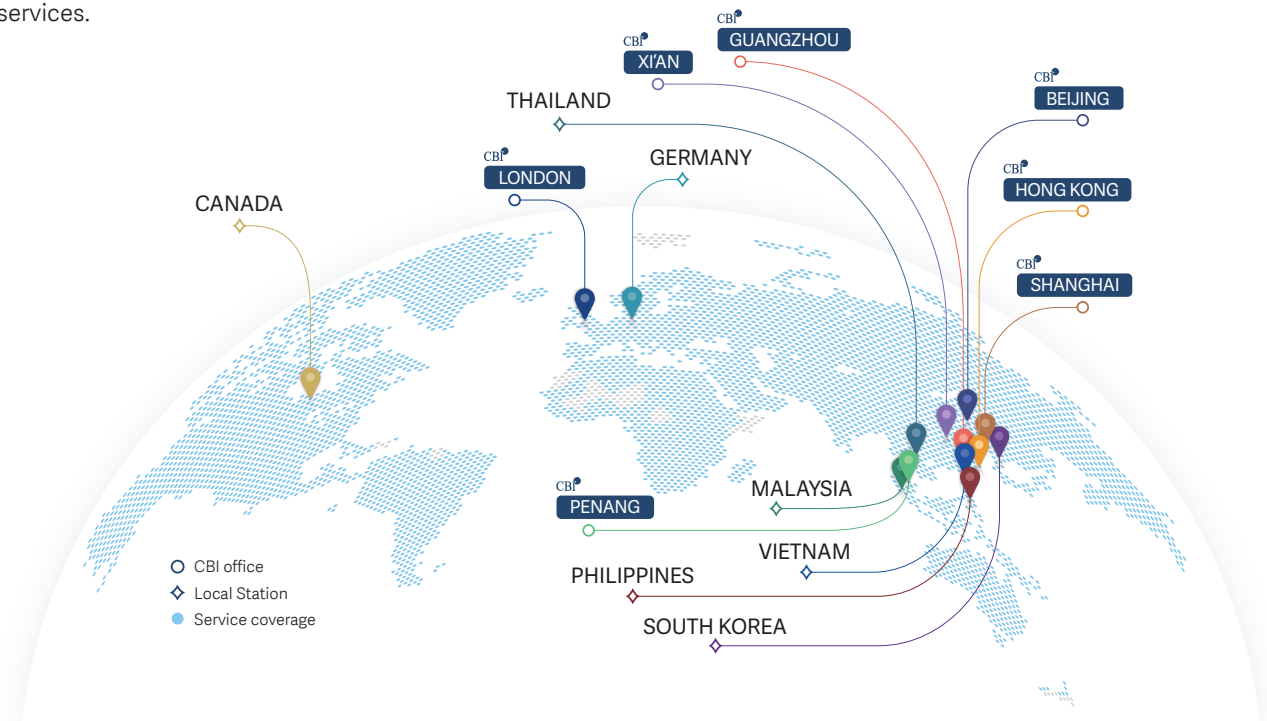 services.
CBI
GUANGZHOU
CBI
XI'AN
CBI
BEIJING
THAILAND
CBI
LONDON
GERMANY
CBI
HONG KONG
CANADA
CBI
SHANGHAI
CBI
PENANG
MALAYSIA
VIETNAM
PHILIPPINES
SOUTH KOREA
CBI office
Local Station
Service coverage